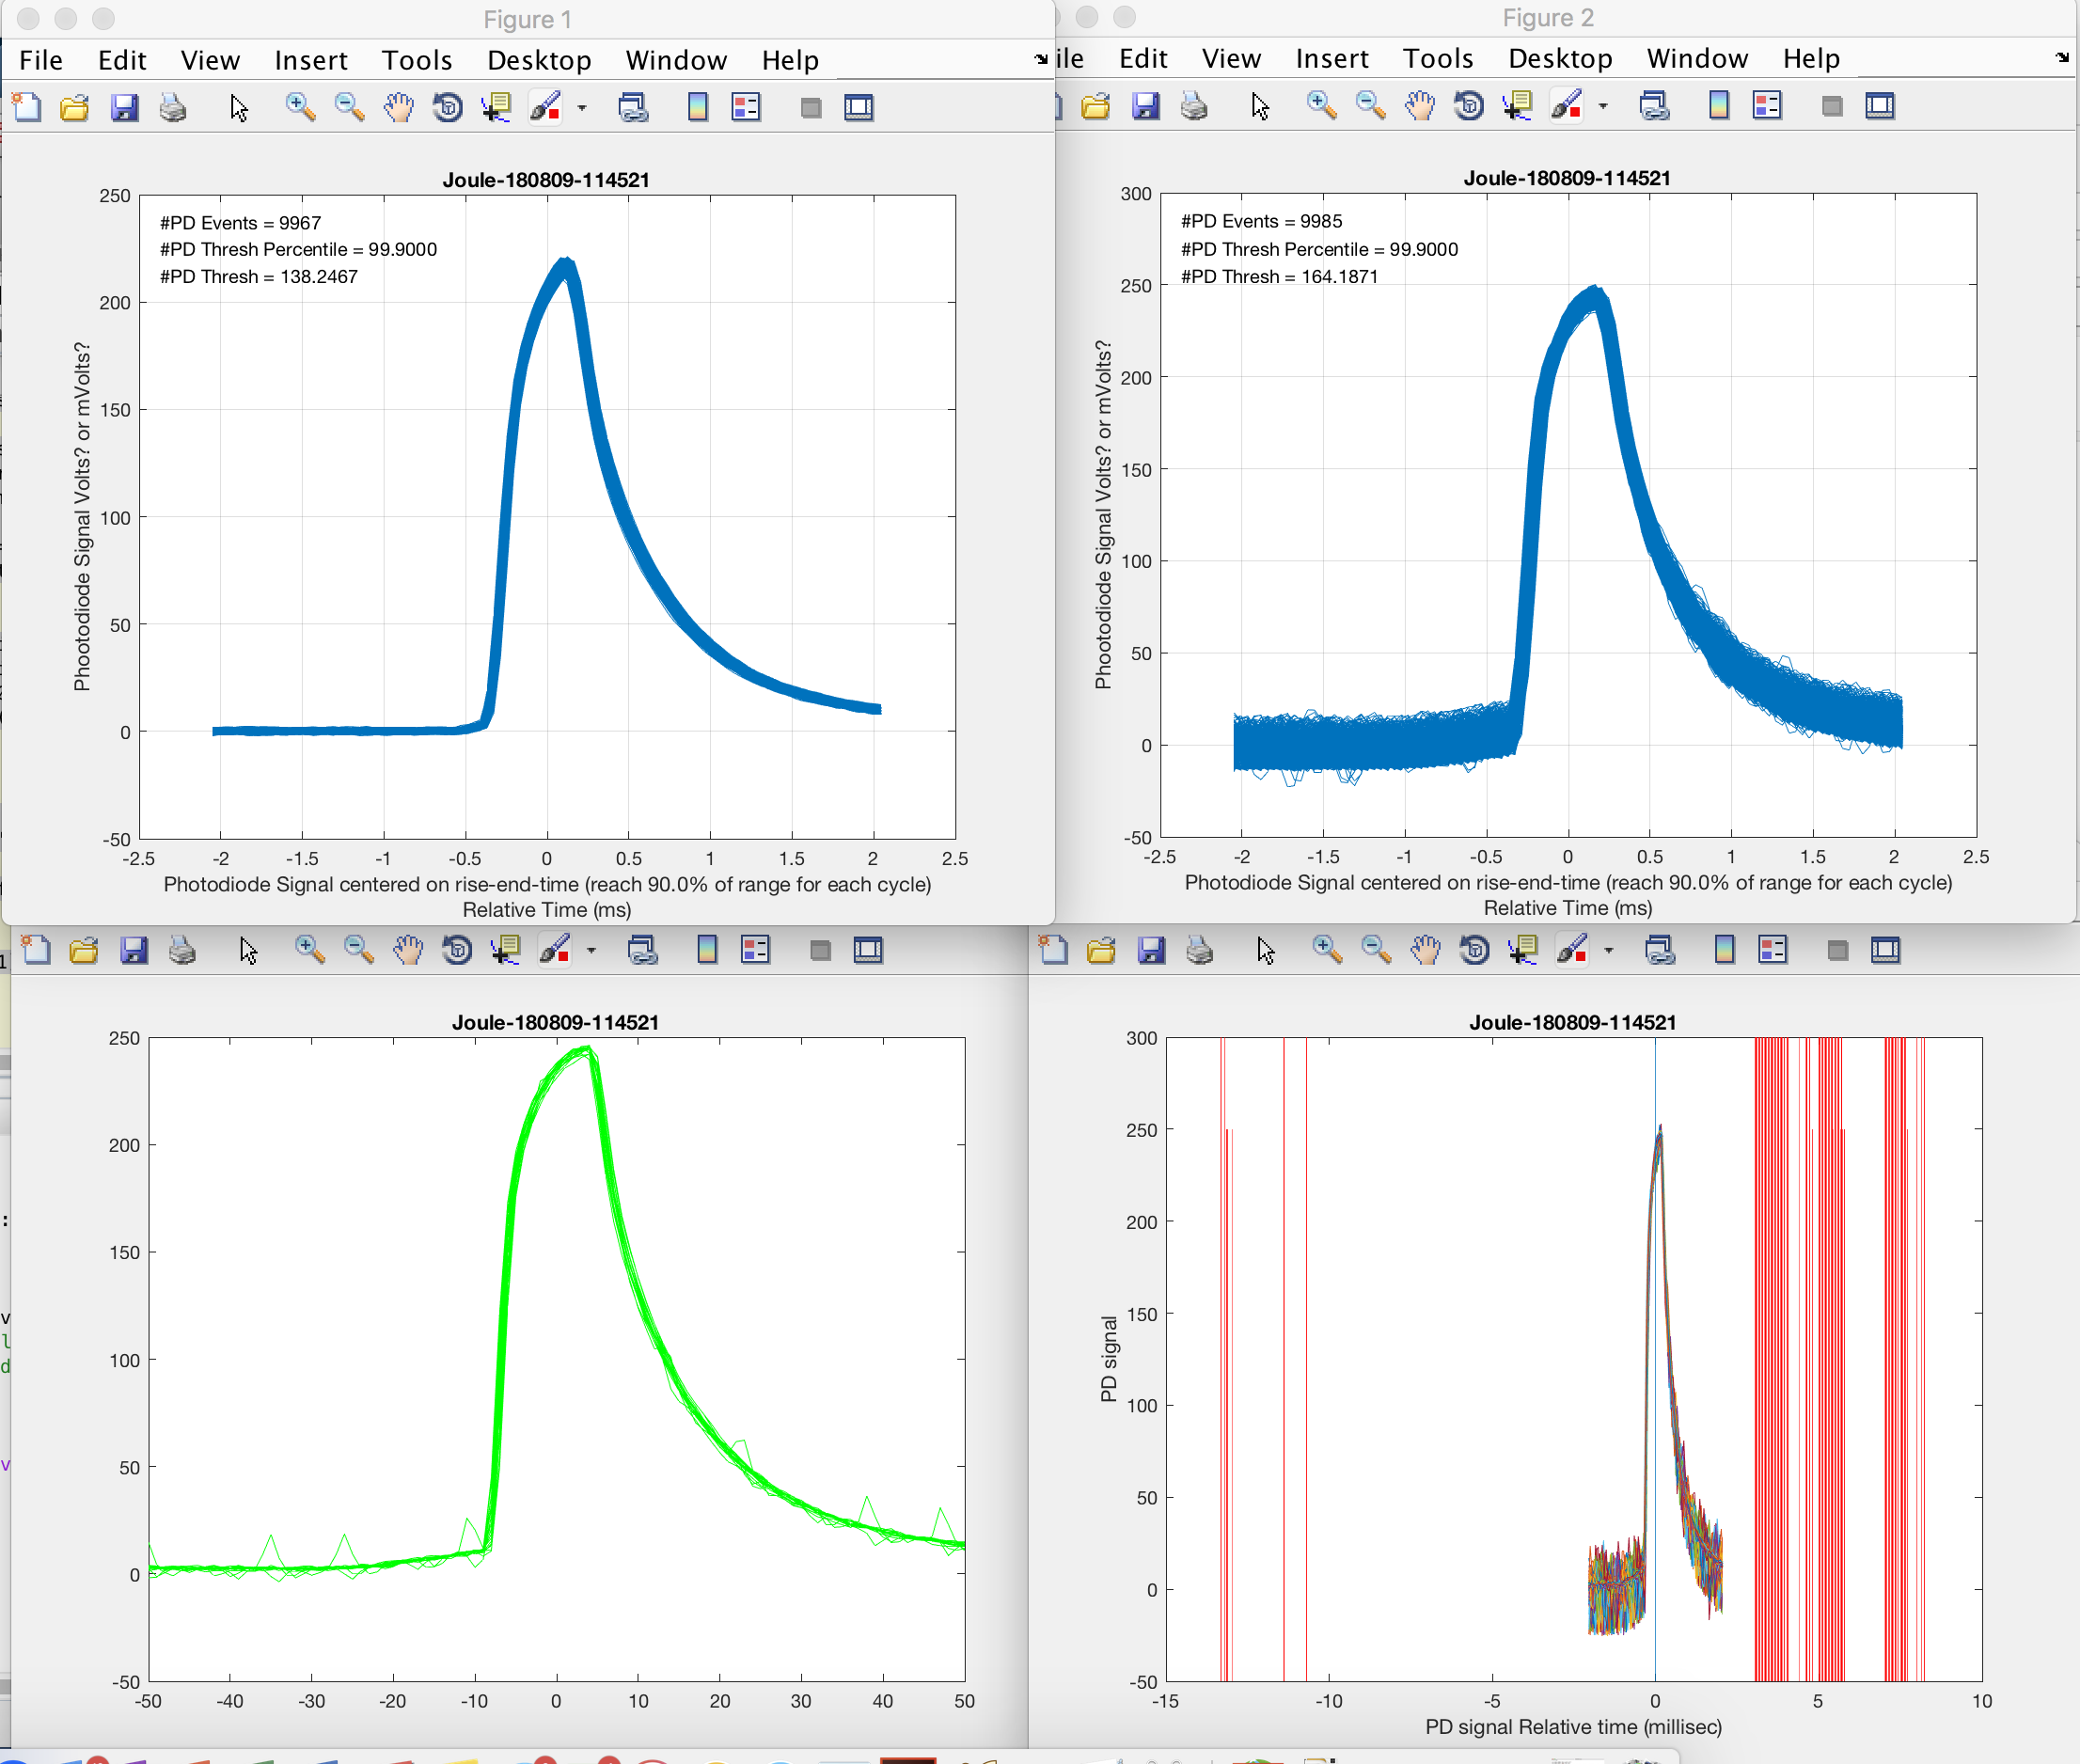 Figure 1
File Edit View Insert Tools Desktop Window Help
Joule-180809-114521
#PD Events = 9967
#PD Thresh Percentile = 99.9000
#PD Thresh = 138.2467
Phootodiode Signal Volts? or mVolts?
250
200
150
100
50
0
-50
-2.5 -2 -1.5 -1 -0.5 0 0.5 1 1.5 2 2.5
Photodiode Signal centered on rise-end-time (reach 90.0% of range for each cycle)
Relative Time (ms)
Figure 2
ile Edit View Insert Tools Desktop Window Help
Joule-180809-114521
#PD Events = 9985
#PD Thresh Percentile = 99.9000
#PD Thresh = 164.1871
Phootodiode Signal Volts? or mVolts?
300
250
200
150
100
50
0
-50
-2.5 -2 -1.5 -1 -0.5 0 0.5 1 1.5 2 2.5
Photodiode Signal centered on rise-end-time (reach 90.0% of range for each cycle)
Relative Time (ms)
Joule-180809-114521
250
200
150
100
50
0
-50
-50 -40 -30 -20 -10 0 10 20 30 40 50
Joule-180809-114521
PD signal
300
250
200
150
100
50
0
-50
-15 -10 -5 0 5 10
PD signal Relative time (millisec)